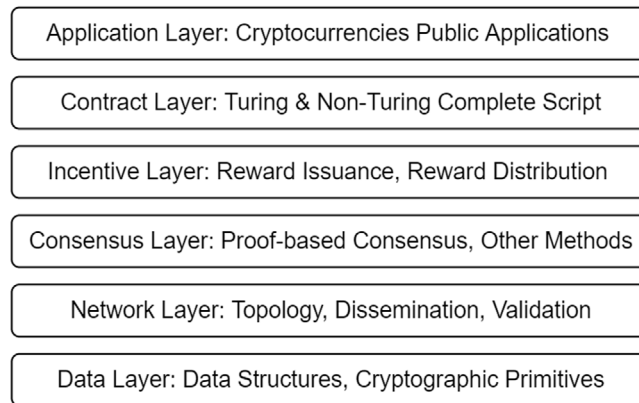 Application Layer: Cryptocurrencies Public Applications
Contract Layer: Turing & Non-Turing Complete Script
Incentive Layer: Reward Issuance, Reward Distribution
Consensus Layer: Proof-based Consensus, Other Methods
Network Layer: Topology, Dissemination, Validation
Data Layer: Data Structures, Cryptographic Primitives